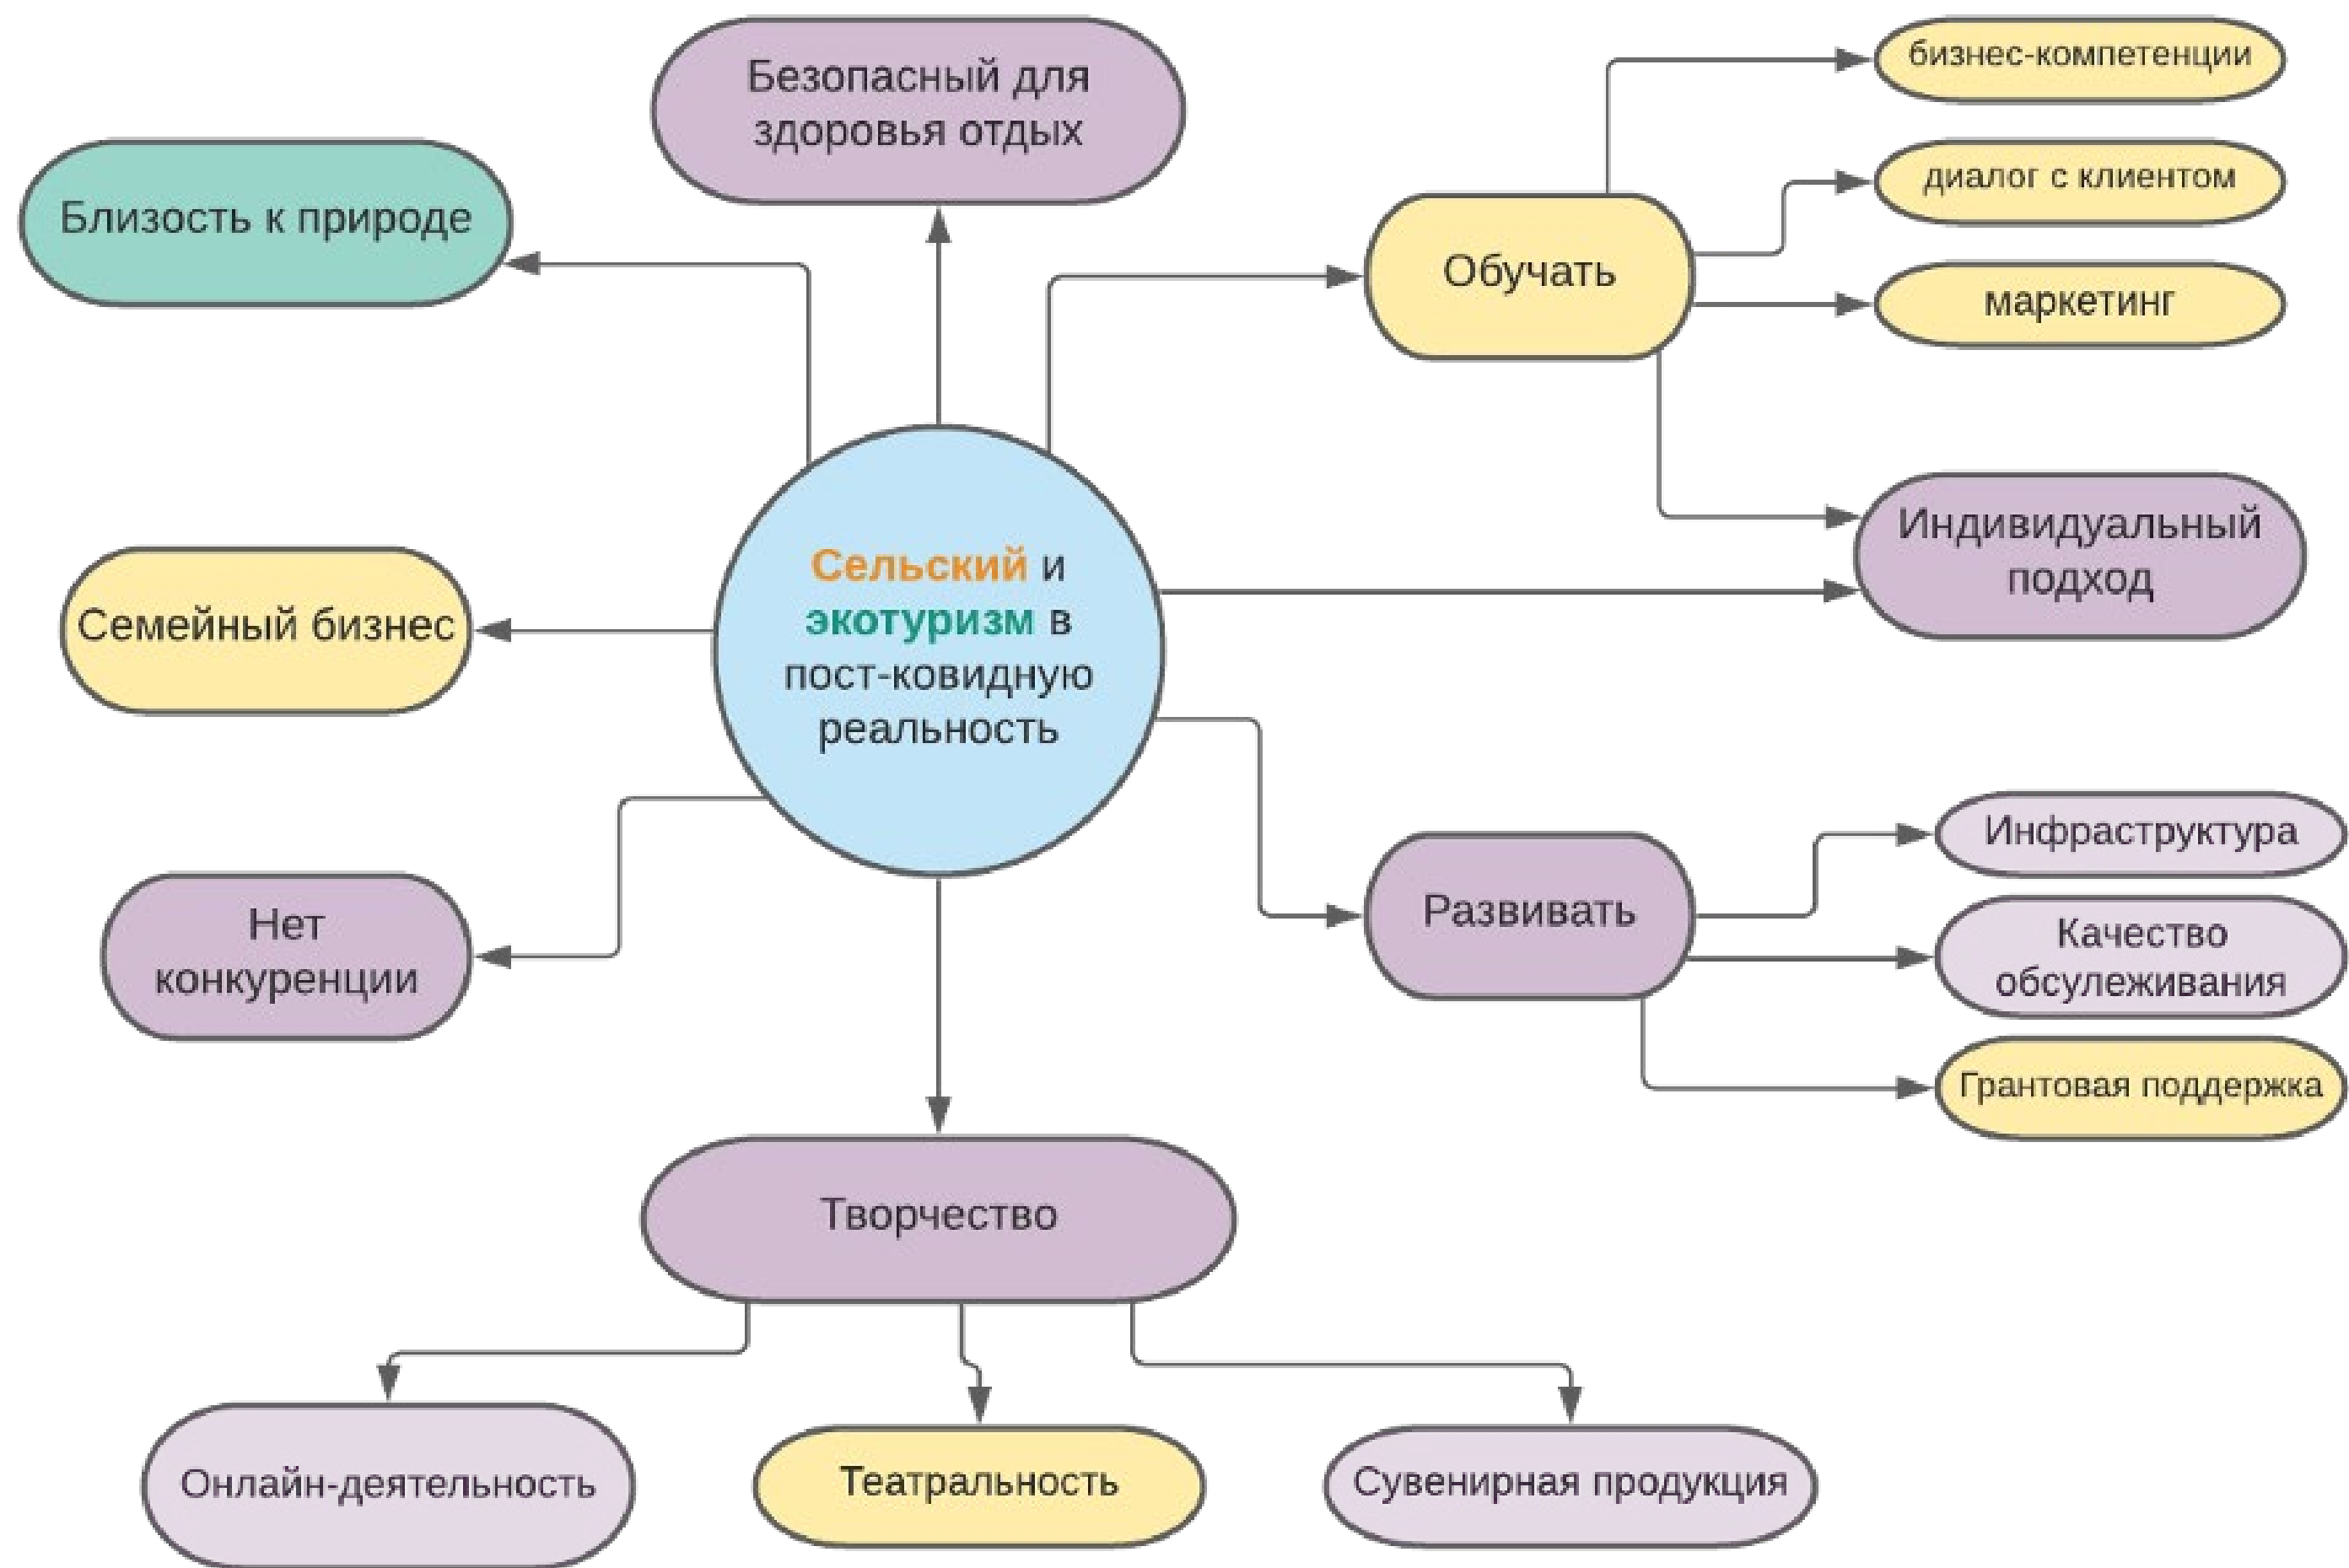 Безопасный для
здоровья отдых
бизнес-компетенции
диалог с клиентом
маркетинг
Близость к природе
Обучать
Индивидуальный
подход
Сельский и
экотуризм в
пост-ковидную
реальность
Семейный бизнес
Нет
конкуренции
Развивать
Инфраструктура
Качество
обсулеживания
Грантовая поддержка
Творчество
Онлайн-деятельность
Театральность
Сувенирная продукция